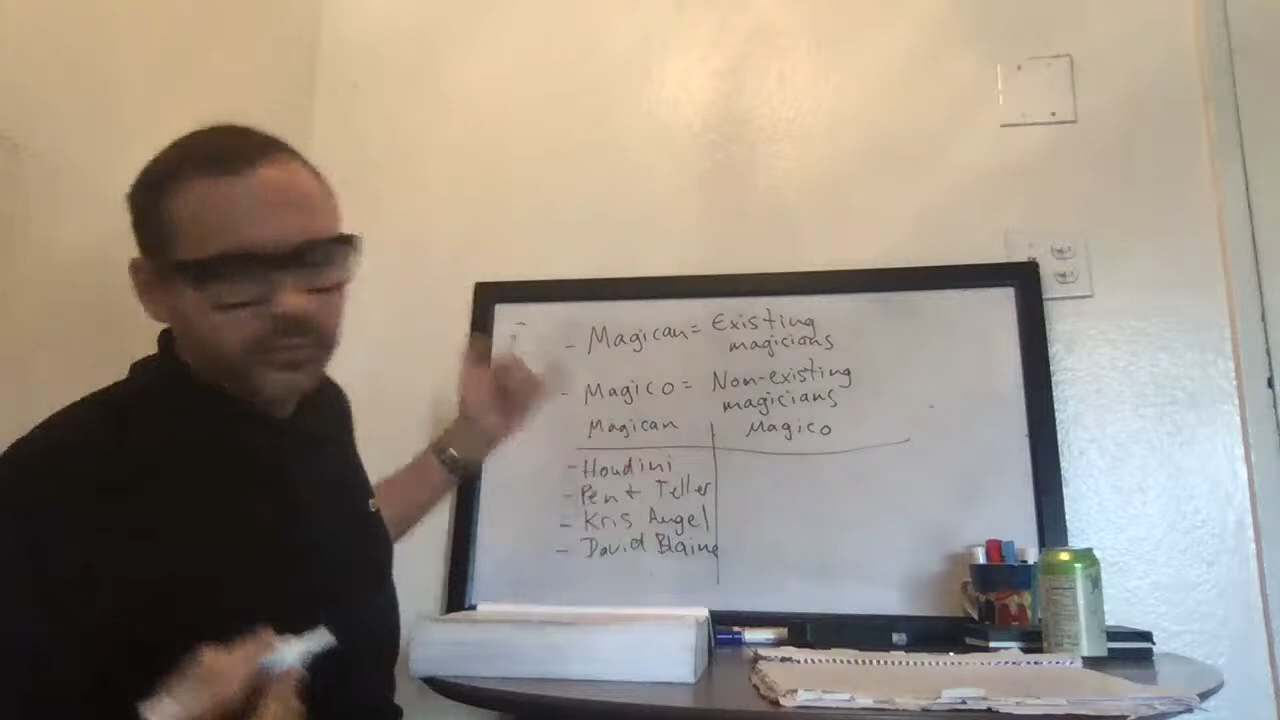 - Magican = Existing
magicians
- Magico = Non-existing
magicians
Magican Magico
- Houdini
- Pen + Teller
- Kris Angel
- David Blaine